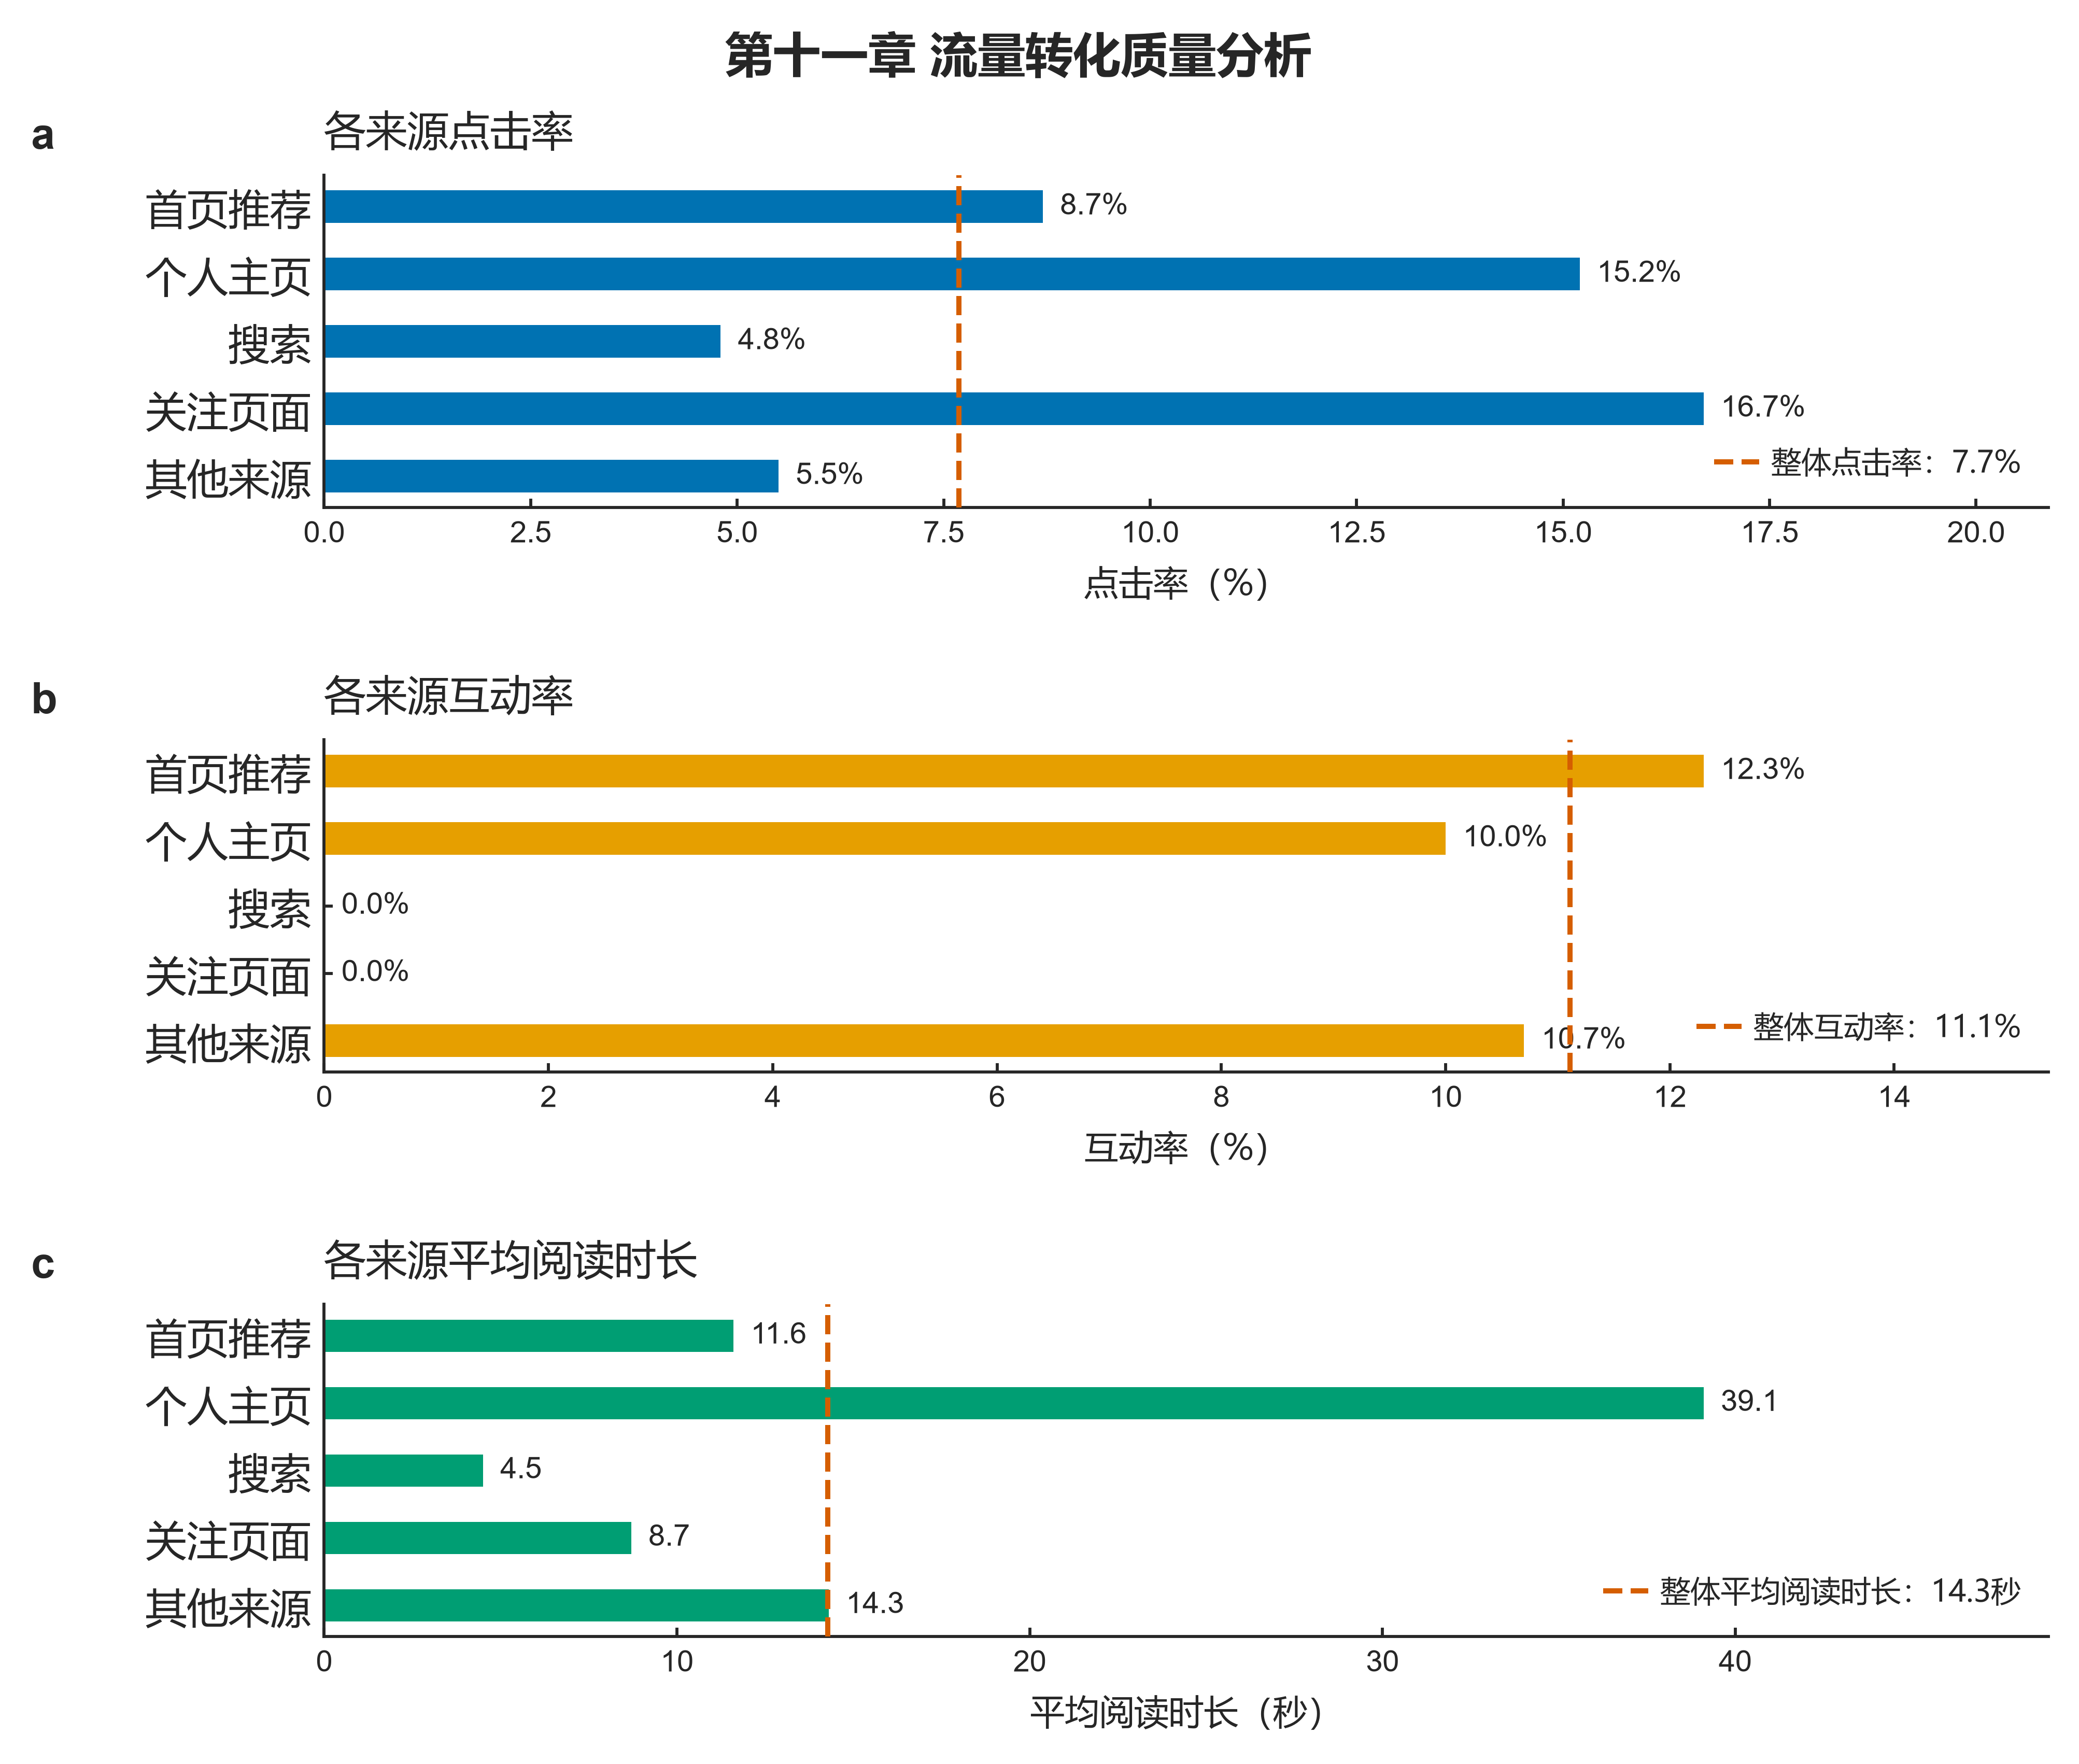 第十一章 流量转化质量分析
a
各来源点击率
首页推荐 8.7%
个人主页 15.2%
搜索 4.8%
关注页面 16.7%
整体点击率：7.7%
其他来源 5.5%
0.0 2.5 5.0 7.5 10.0 12.5 15.0 17.5 20.0
点击率（%）
b
各来源互动率
首页推荐 12.3%
个人主页 10.0%
搜索 0.0%
关注页面 0.0%
整体互动率：11.1%
其他来源 10.7%
0 2 4 6 8 10 12 14
互动率（%）
c
各来源平均阅读时长
首页推荐 11.6
个人主页 39.1
搜索 4.5
关注页面 8.7
整体平均阅读时长：14.3秒
其他来源 14.3
0 10 20 30 40
平均阅读时长（秒）